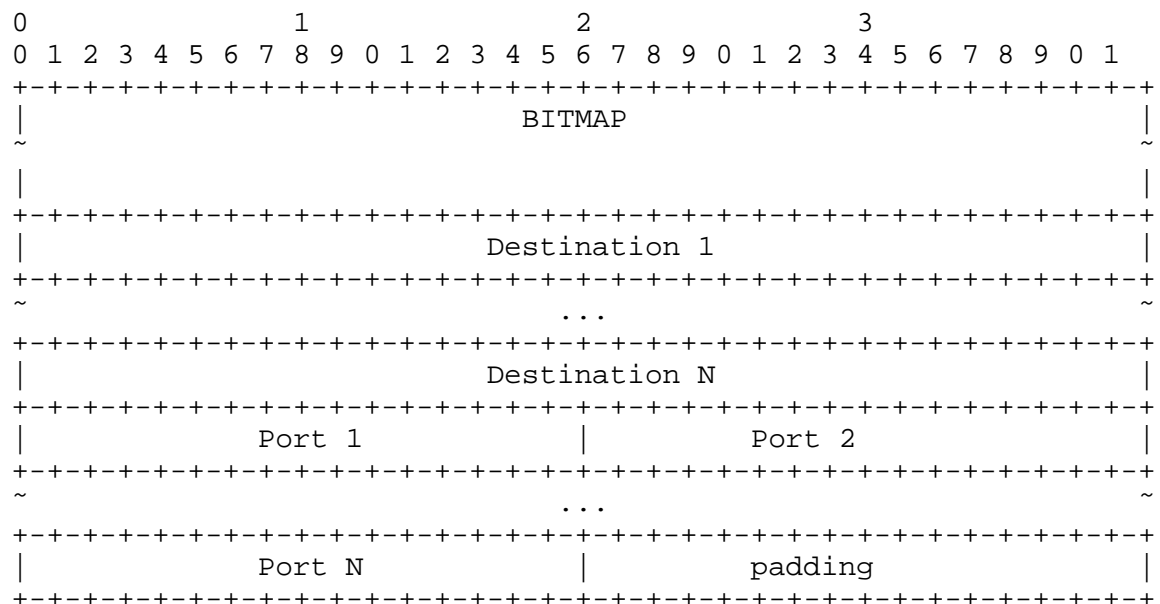 0                   1                   2                   3
0 1 2 3 4 5 6 7 8 9 0 1 2 3 4 5 6 7 8 9 0 1 2 3 4 5 6 7 8 9 0 1
+-+-+-+-+-+-+-+-+-+-+-+-+-+-+-+-+-+-+-+-+-+-+-+-+-+-+-+-+-+-+-+-+
|                            BITMAP                             |
~                                                               ~
|                                                               |
+-+-+-+-+-+-+-+-+-+-+-+-+-+-+-+-+-+-+-+-+-+-+-+-+-+-+-+-+-+-+-+-+
|                          Destination 1                        |
+-+-+-+-+-+-+-+-+-+-+-+-+-+-+-+-+-+-+-+-+-+-+-+-+-+-+-+-+-+-+-+-+
~                              ...                              ~
+-+-+-+-+-+-+-+-+-+-+-+-+-+-+-+-+-+-+-+-+-+-+-+-+-+-+-+-+-+-+-+-+
|                          Destination N                        |
+-+-+-+-+-+-+-+-+-+-+-+-+-+-+-+-+-+-+-+-+-+-+-+-+-+-+-+-+-+-+-+-+
|             Port 1            |         Port 2                |
+-+-+-+-+-+-+-+-+-+-+-+-+-+-+-+-+-+-+-+-+-+-+-+-+-+-+-+-+-+-+-+-+
~                              ...                              ~
+-+-+-+-+-+-+-+-+-+-+-+-+-+-+-+-+-+-+-+-+-+-+-+-+-+-+-+-+-+-+-+-+
|             Port N            |         padding               |
+-+-+-+-+-+-+-+-+-+-+-+-+-+-+-+-+-+-+-+-+-+-+-+-+-+-+-+-+-+-+-+-+